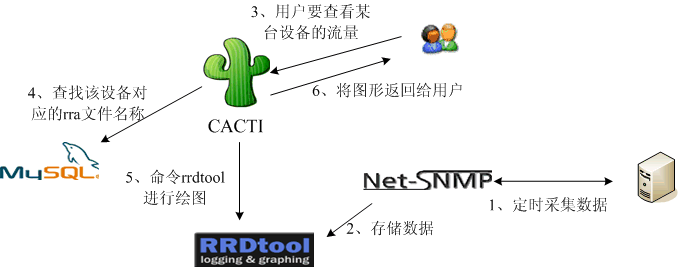 3、用户要查看某
台设备的流量
4、查找该设备对
应的rra文件名称
6、将图形返回给用户
CACTI
MySQL
5、命令rrdtool
进行绘图
Net-SNMP
1、定时采集数据
2、存储数据
RRDtool
logging & graphing